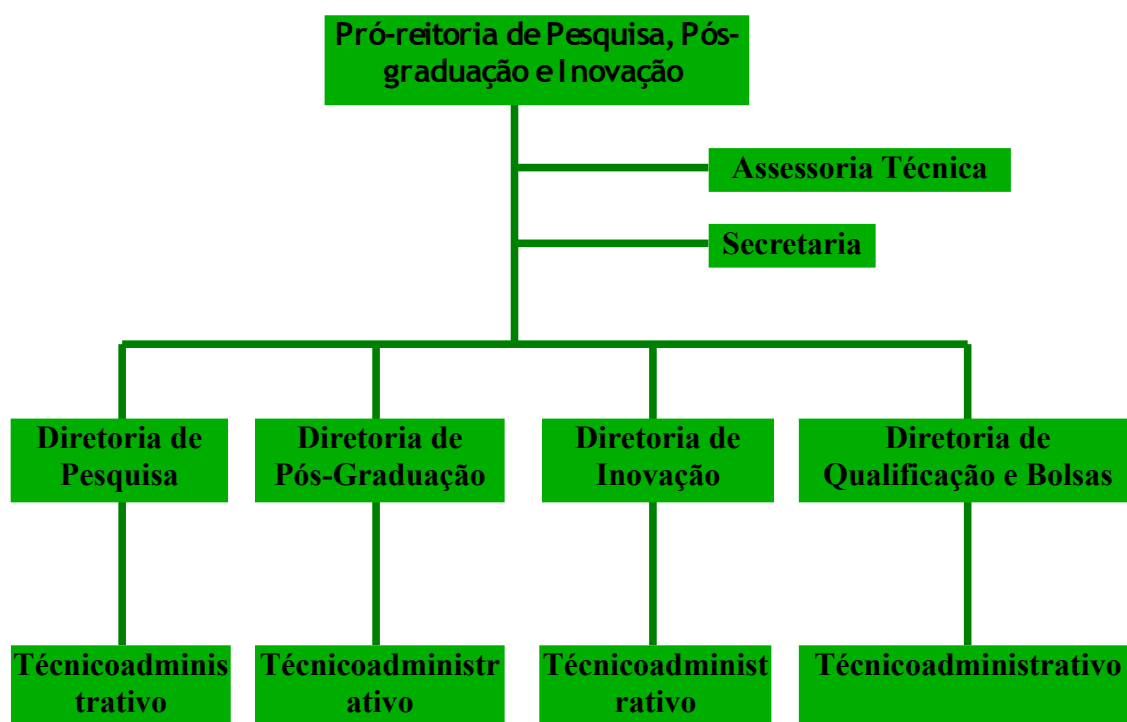 Pró-reitoria de Pesquisa, Pós-
graduação e Inovação
Assessoria Técnica
Secretaria
Diretoria de
Pesquisa
Diretoria de
Pós-Graduação
Diretoria de
Inovação
Diretoria de
Qualificação e Bolsas
Técnicoadminis
trativo
Técnicoadministr
ativo
Técnicoadminist
rativo
Técnicoadministrativo